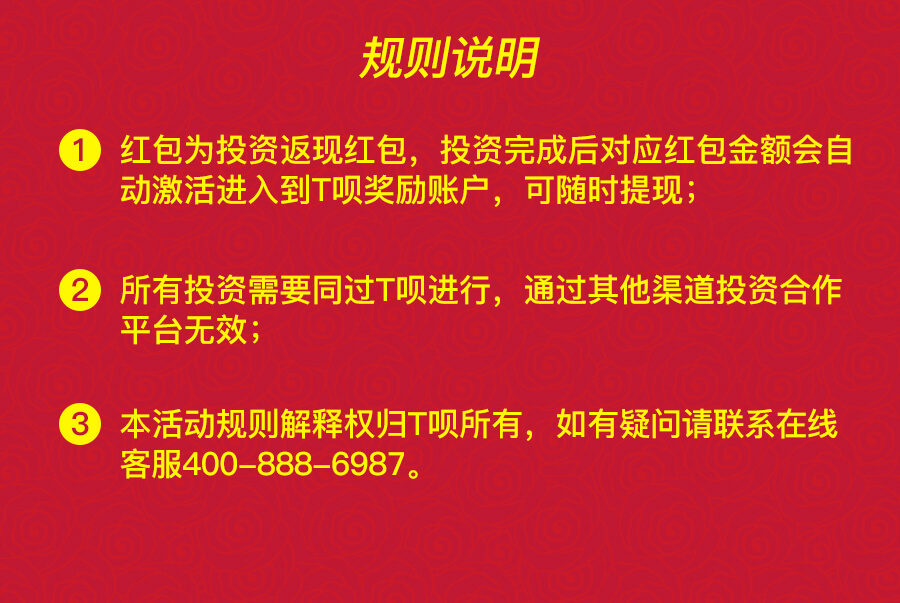 规则说明
1 红包为投资返现红包，投资完成后对应红包金额会自
动激活进入到T呗奖励账户，可随时提现；
2 所有投资需要同过T呗进行，通过其他渠道投资合作
平台无效；
3 本活动规则解释权归T呗所有，如有疑问请联系在线
客服400-888-6987。